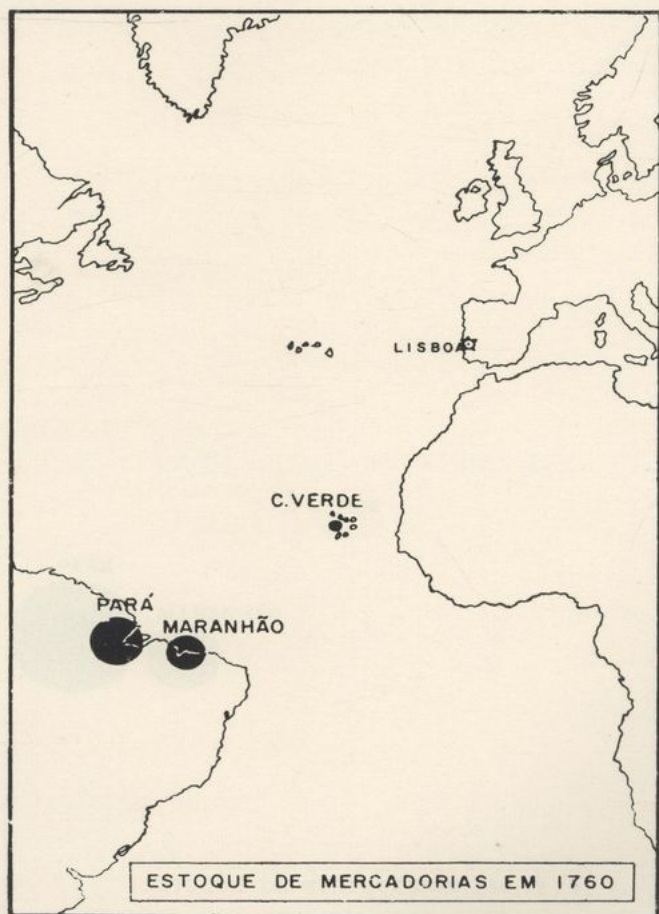 LISBOA
C.VERDE
PARÁ
MARANHÃO
ESTOQUE DE MERCADORIAS EM 1760